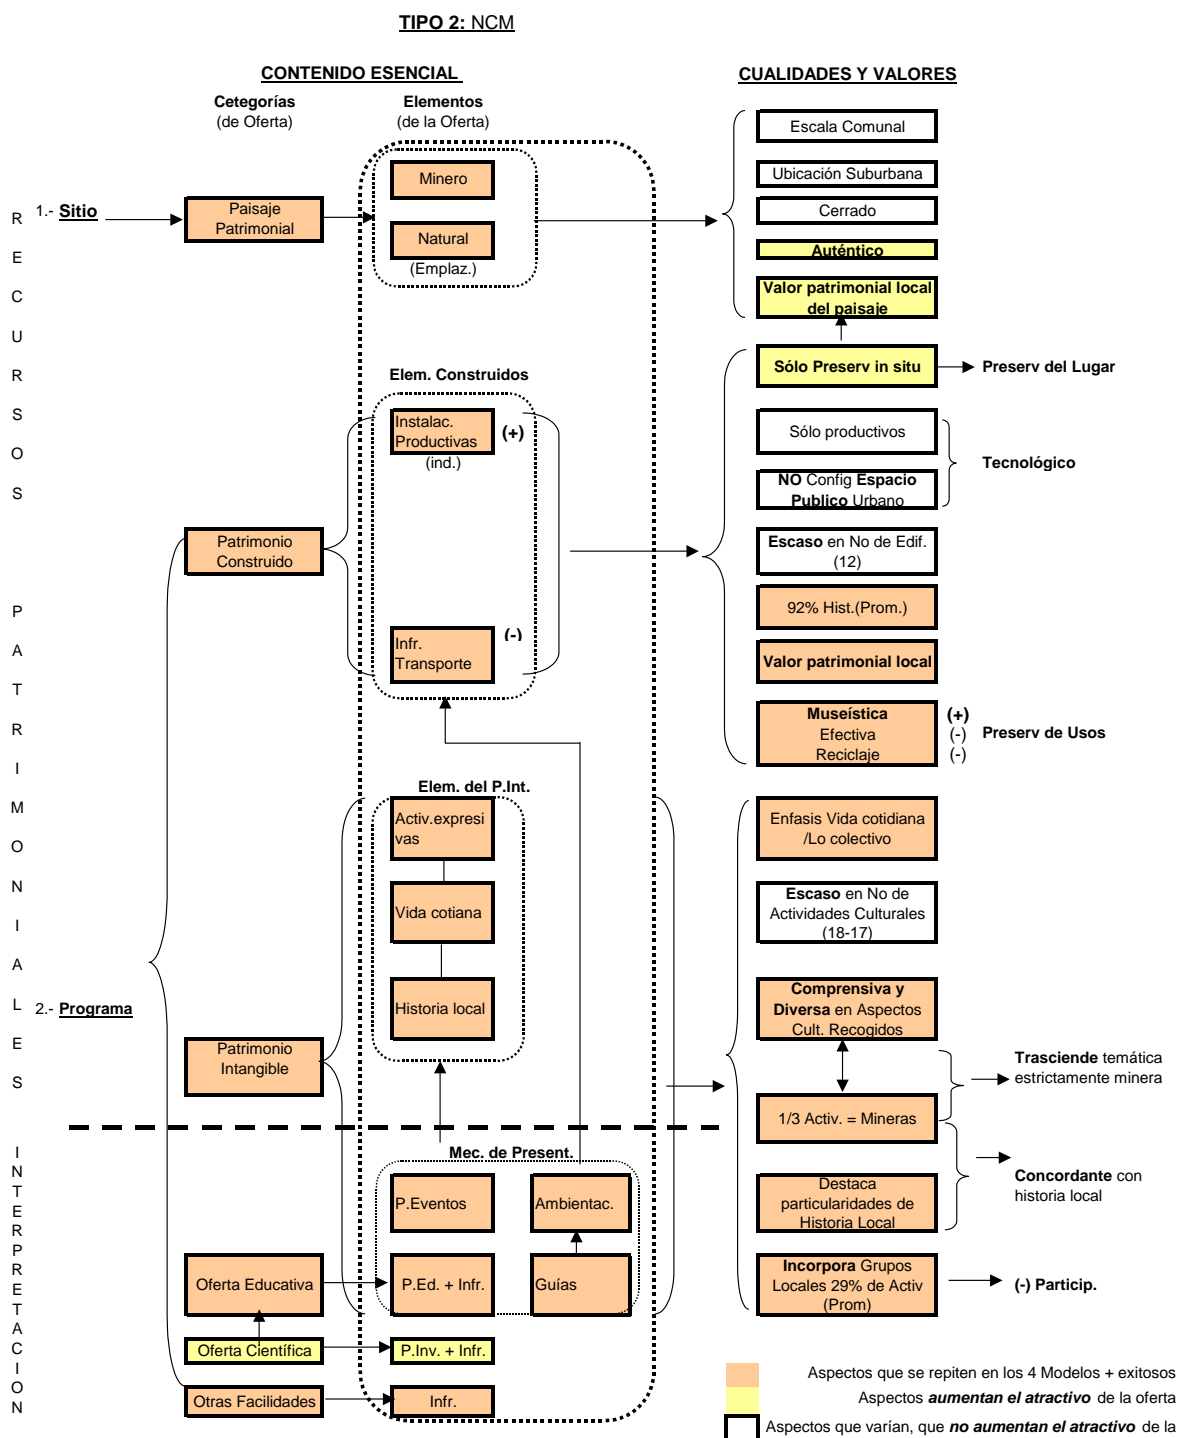 TIPO 2: NCM
CONTENIDO ESENCIAL
CUALIDADES Y VALORES
Cetegorías
(de Oferta)
Elementos
(de la Oferta)
RECURSOS PATRIMONIALES
INTERPRETACION
1.- Sitio
Paisaje
Patrimonial
Minero
Natural
(Emplaz.)
Escala Comunal
Ubicación Suburbana
Cerrado
Auténtico
Valor patrimonial local
del paisaje
2.- Programa
Patrimonio
Construido
Elem. Construidos
Instalac.
Productivas
(ind.)
(+)
Infr.
Transporte
(-)
Sólo Preserv in situ
Preserv del Lugar
Sólo productivos
NO Config Espacio
Publico Urbano
Tecnológico
Escaso en No de Edif.
(12)
92% Hist.(Prom.)
Valor patrimonial local
Museística
Efectiva
Reciclaje
(+)
(-)
(-)
Preserv de Usos
Patrimonio
Intangible
Elem. del P.Int.
Activ.expresi
vas
Vida cotiana
Historia local
Enfasis Vida cotidiana
/Lo colectivo
Escaso en No de
Actividades Culturales
(18-17)
Comprensiva y
Diversa en Aspectos
Cult. Recogidos
1/3 Activ. = Mineras
Trasciende temática
estrictamente minera
Destaca
particularidades de
Historia Local
Concordante con
historia local
Incorpora Grupos
Locales 29% de Activ
(Prom)
(-) Particip.
Mec. de Present.
P.Eventos
Ambientac.
Oferta Educativa
P.Ed. + Infr.
Guías
Oferta Científica
P.Inv. + Infr.
Otras Facilidades
Infr.
Aspectos que se repiten en los 4 Modelos + exitosos
Aspectos aumentan el atractivo de la oferta
Aspectos que varían, que no aumentan el atractivo de la